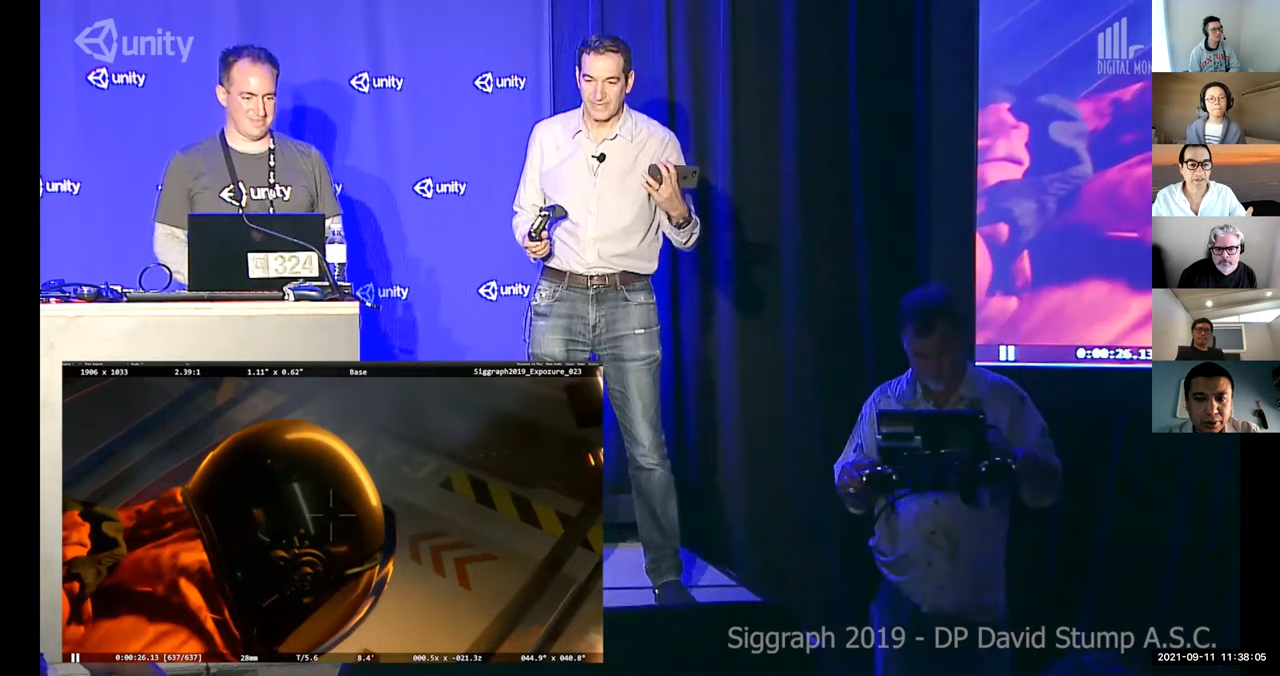 unity
DIGITAL MON
unity
unity
unity
unity
unity
unity
324
unity
unity
0:00:26.13
1906 x 1033
2.39:1
1.11" x 0.62"
Base
Siggraph2019_Expozure_023
0:00:26.13 [637/637]
28mm
T/5.6
8.4'
000.5x × -021.3z
044.9° x 040.8°
Siggraph 2019 - DP David Stump A.S.C.
2021-09-11 11:38:05